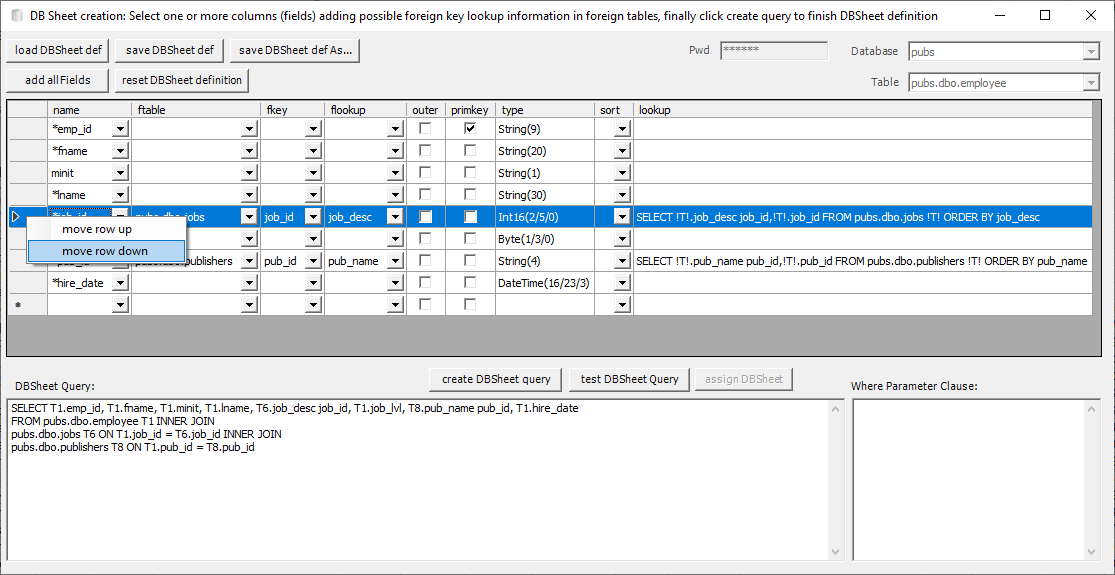 DB Sheet creation: Select one or more columns (fields) adding possible foreign key lookup information in foreign tables, finally click create query to finish DBSheet definition
load DBSheet def save DBSheet def save DBSheet def As... Pwd ****** Database pubs
add all Fields reset DBSheet definition Table pubs.dbo.employee
name ftable fkey flookup outer primkey type sort lookup
*emp_id String(9)
*fname String(20)
minit String(1)
*lname String(30)
*job_id pubs.dbo.jobs job_id job_desc Int16(2/5/0) SELECT !T!.job_desc job_id,!T!.job_id FROM pubs.dbo.jobs !T! ORDER BY job_desc
move row up Byte(1/3/0)
move row down
*pub_id pubs.dbo.publishers pub_id pub_name String(4) SELECT !T!.pub_name pub_id,!T!.pub_id FROM pubs.dbo.publishers !T! ORDER BY pub_name
*hire_date DateTime(16/23/3)
*
create DBSheet query test DBSheet Query assign DBSheet
DBSheet Query: Where Parameter Clause:
SELECT T1.emp_id, T1.fname, T1.minit, T1.lname, T6.job_desc job_id, T1.job_lvl, T8.pub_name pub_id, T1.hire_date
FROM pubs.dbo.employee T1 INNER JOIN
pubs.dbo.jobs T6 ON T1.job_id = T6.job_id INNER JOIN
pubs.dbo.publishers T8 ON T1.pub_id = T8.pub_id